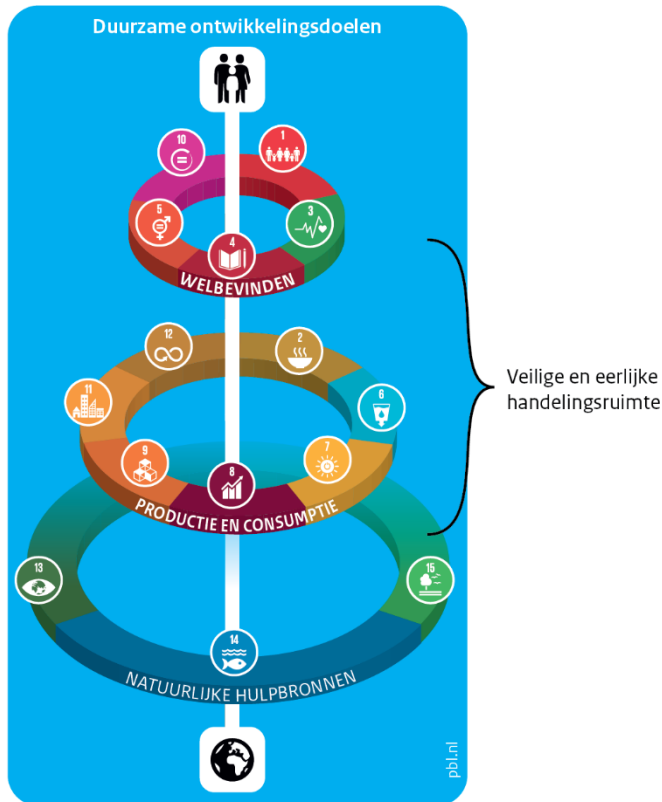 Duurzame ontwikkelingsdoelen
10
1
5
3
4
WELBEVINDEN
12
2
11
6
9
7
8
PRODUCTIE EN CONSUMPTIE
13
15
14
NATUURLIJKE HULPBRONNEN
pbl.nl
Veilige en eerlijke
handelingsruimte